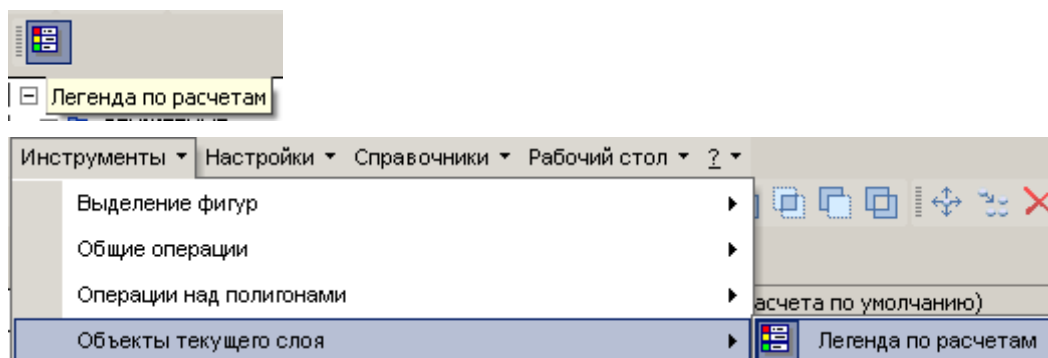 Легенда по расчетам
Инструменты Настройки Справочники Рабочий стол ?
Выделение фигур
Общие операции
Операции над полигонами
асчета по умолчанию)
Объекты текущего слоя
Легенда по расчетам